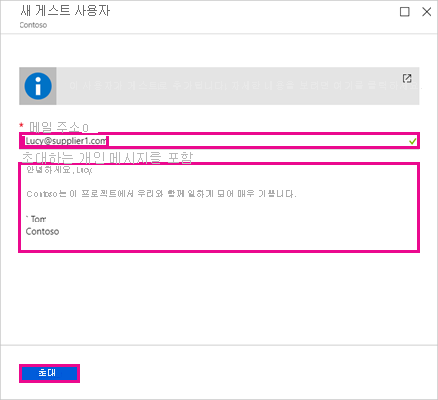 새 게스트 사용자
Contoso
* 메일 주소
Lucy@supplier1.com
초대하는 개인 메시지를 포함
안녕하세요, Lucy,
Contoso는 이 프로젝트에서 우리와 함께 일하게 되어 매우 기쁩니다.
Tom
Contoso
초대